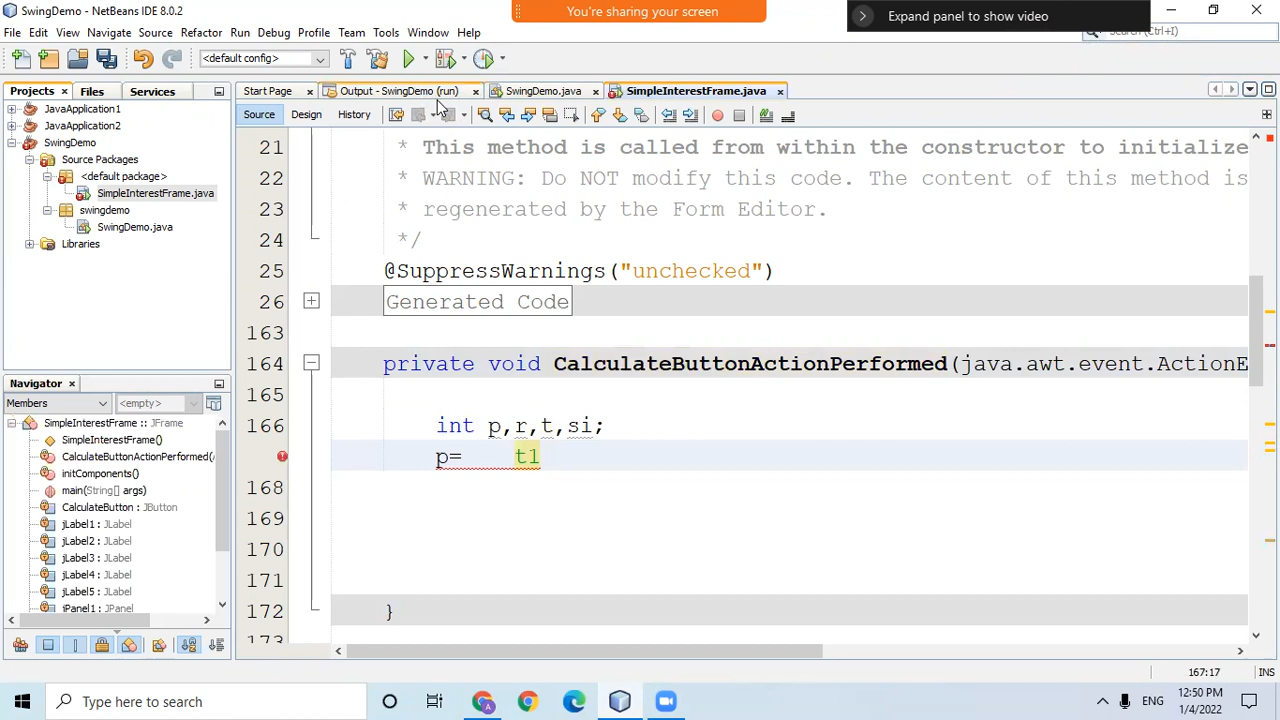 SwingDemo - NetBeans IDE 8.0.2
You're sharing your screen
Expand panel to show video
File Edit View Navigate Source Refactor Run Debug Profile Team Tools Window Help
Search (Ctrl+I)
<default config>
Projects Files Services
Start Page Output - SwingDemo (run) SwingDemo.java SimpleInterestFrame.java
Source Design History
JavaApplication1
JavaApplication2
SwingDemo
Source Packages
<default package>
SimpleInterestFrame.java
swingdemo
SwingDemo.java
Libraries
21 * This method is called from within the constructor to initialize
22 * WARNING: Do NOT modify this code. The content of this method is
23 * regenerated by the Form Editor.
24 */
25 @SuppressWarnings("unchecked")
26 Generated Code
163
164 private void CalculateButtonActionPerformed(java.awt.event.ActionE
165
166 int p,r,t,si;
p= t1
168
169
170
171
172 }
173
Navigator
Members <empty>
SimpleInterestFrame :: JFrame
SimpleInterestFrame()
CalculateButtonActionPerformed(
initComponents()
main(String[] args)
CalculateButton : JButton
jLabel1 : JLabel
jLabel2 : JLabel
jLabel3 : JLabel
jLabel4 : JLabel
jLabel5 : JLabel
jPanel1 : JPanel
167:17 INS
Type here to search
ENG
12:50 PM
1/4/2022